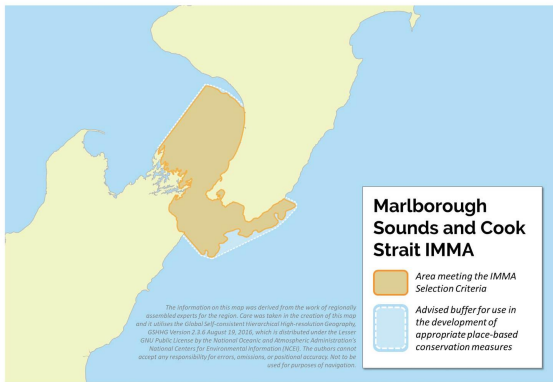 Marlborough
Sounds and Cook
Strait IMMA
Area meeting the IMMA
Selection Criteria
Advised buffer for use in
the development of
appropriate place-based
conservation measures
The information on this map was derived from the work of regionally
assembled experts for the region. Care was taken in the creation of this map
and it utilises the Global Self-consistent Hierarchical High-resolution Geography,
GSHHG Version 2.3.6 August 19, 2016, which is distributed under the Lesser
GNU Public License by the National Oceanic and Atmospheric Administration's
National Centers for Environmental Information (NCEI). The authors cannot
accept any responsibility for errors, omissions, or positional accuracy. Not to be
used for purposes of navigation.